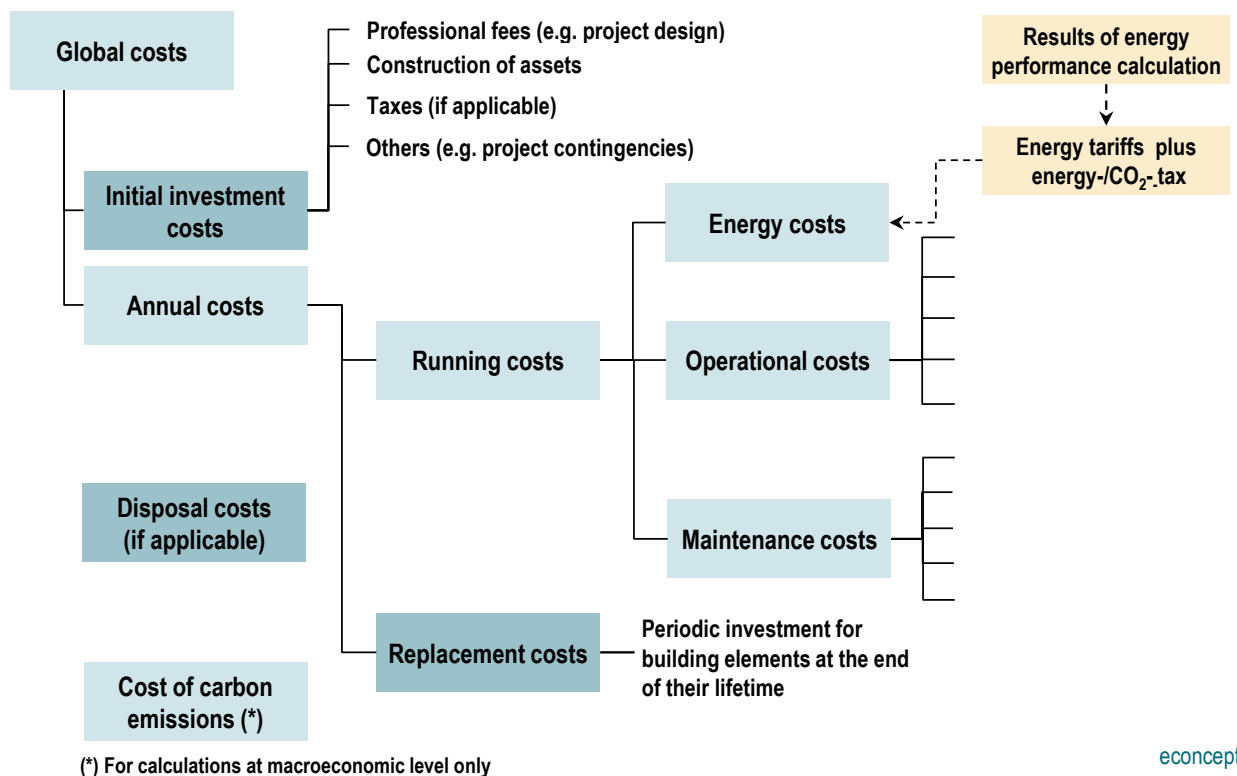 Global costs
Professional fees (e.g. project design)
Construction of assets
Taxes (if applicable)
Others (e.g. project contingencies)
Results of energy
performance calculation
Energy tariffs plus
energy-/CO₂-.tax
Initial investment
costs
Energy costs
Annual costs
Running costs
Operational costs
Disposal costs
(if applicable)
Maintenance costs
Replacement costs
Periodic investment for
building elements at the end
of their lifetime
Cost of carbon
emissions (*)
(*) For calculations at macroeconomic level only
econcept